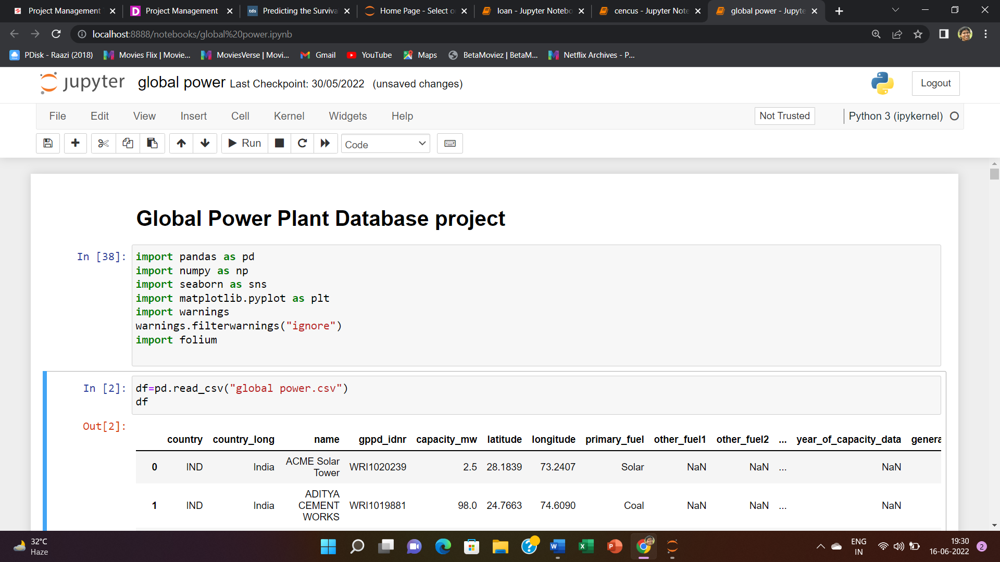 Project Management
Project Management
tds
Predicting the Surviva
Home Page - Select o
loan - Jupyter Notebo
cencus - Jupyter Note
global power - Jupyte
localhost:8888/notebooks/global%20power.ipynb
PDisk - Raazi (2018)
Movies Flix | Movie...
MoviesVerse | Movi...
Gmail
YouTube
Maps
BetaMoviez | BetaM...
Netflix Archives - P...
jupyter
global power Last Checkpoint: 30/05/2022 (unsaved changes)
Logout
File Edit View Insert Cell Kernel Widgets Help
Not Trusted
Python 3 (ipykernel)
Run
Code
Global Power Plant Database project
In [38]:
import pandas as pd
import numpy as np
import seaborn as sns
import matplotlib.pyplot as plt
import warnings
warnings.filterwarnings("ignore")
import folium
In [2]:
df=pd.read_csv("global power.csv")
df
Out[2]:
country country_long name gppd_idnr capacity_mw latitude longitude primary_fuel other_fuel1 other_fuel2 ... year_of_capacity_data genera
0 IND India ACME Solar Tower WRI1020239 2.5 28.1839 73.2407 Solar NaN NaN ... NaN
1 IND India ADITYA CEMENT WORKS WRI1019881 98.0 24.7663 74.6090 Coal NaN NaN ... NaN
32°C
Haze
ENG
IN
19:30
16-06-2022
2